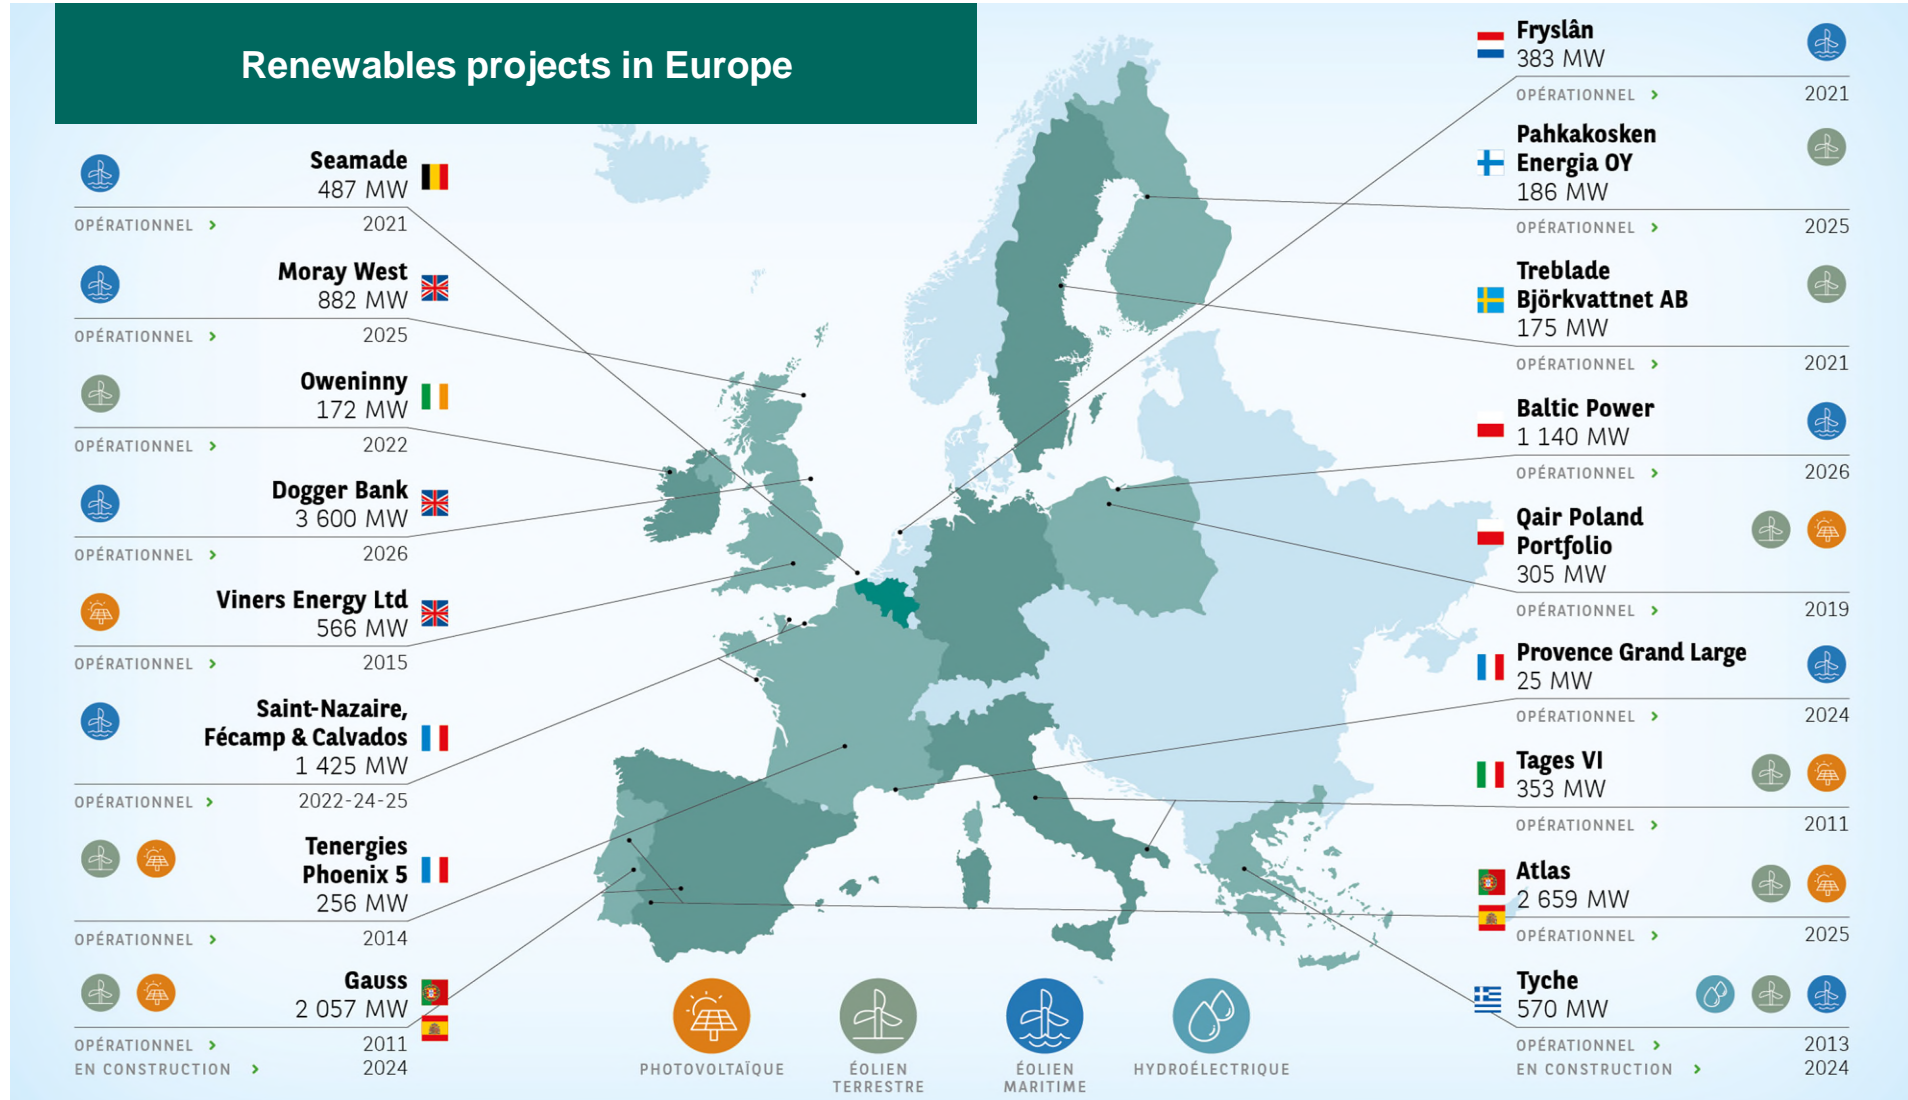 Renewables projects in Europe
Seamade
487 MW
OPÉRATIONNEL > 2021
Moray West
882 MW
OPÉRATIONNEL > 2025
Oweninny
172 MW
OPÉRATIONNEL > 2022
Dogger Bank
3 600 MW
OPÉRATIONNEL > 2026
Viners Energy Ltd
566 MW
OPÉRATIONNEL > 2015
Saint-Nazaire,
Fécamp & Calvados
1 425 MW
OPÉRATIONNEL > 2022-24-25
Tenergies
Phoenix 5
256 MW
OPÉRATIONNEL > 2014
Gauss
2 057 MW
OPÉRATIONNEL > 2011
EN CONSTRUCTION > 2024
Fryslân
383 MW
OPÉRATIONNEL > 2021
Pahkakosken
Energia OY
186 MW
OPÉRATIONNEL > 2025
Treblade
Björkvattnet AB
175 MW
OPÉRATIONNEL > 2021
Baltic Power
1 140 MW
OPÉRATIONNEL > 2026
Qair Poland
Portfolio
305 MW
OPÉRATIONNEL > 2019
Provence Grand Large
25 MW
OPÉRATIONNEL > 2024
Tages VI
353 MW
OPÉRATIONNEL > 2011
Atlas
2 659 MW
OPÉRATIONNEL > 2025
Tyche
570 MW
OPÉRATIONNEL > 2013
EN CONSTRUCTION > 2024
PHOTOVOLTAÏQUE
ÉOLIEN
TERRESTRE
ÉOLIEN
MARITIME
HYDROÉLECTRIQUE